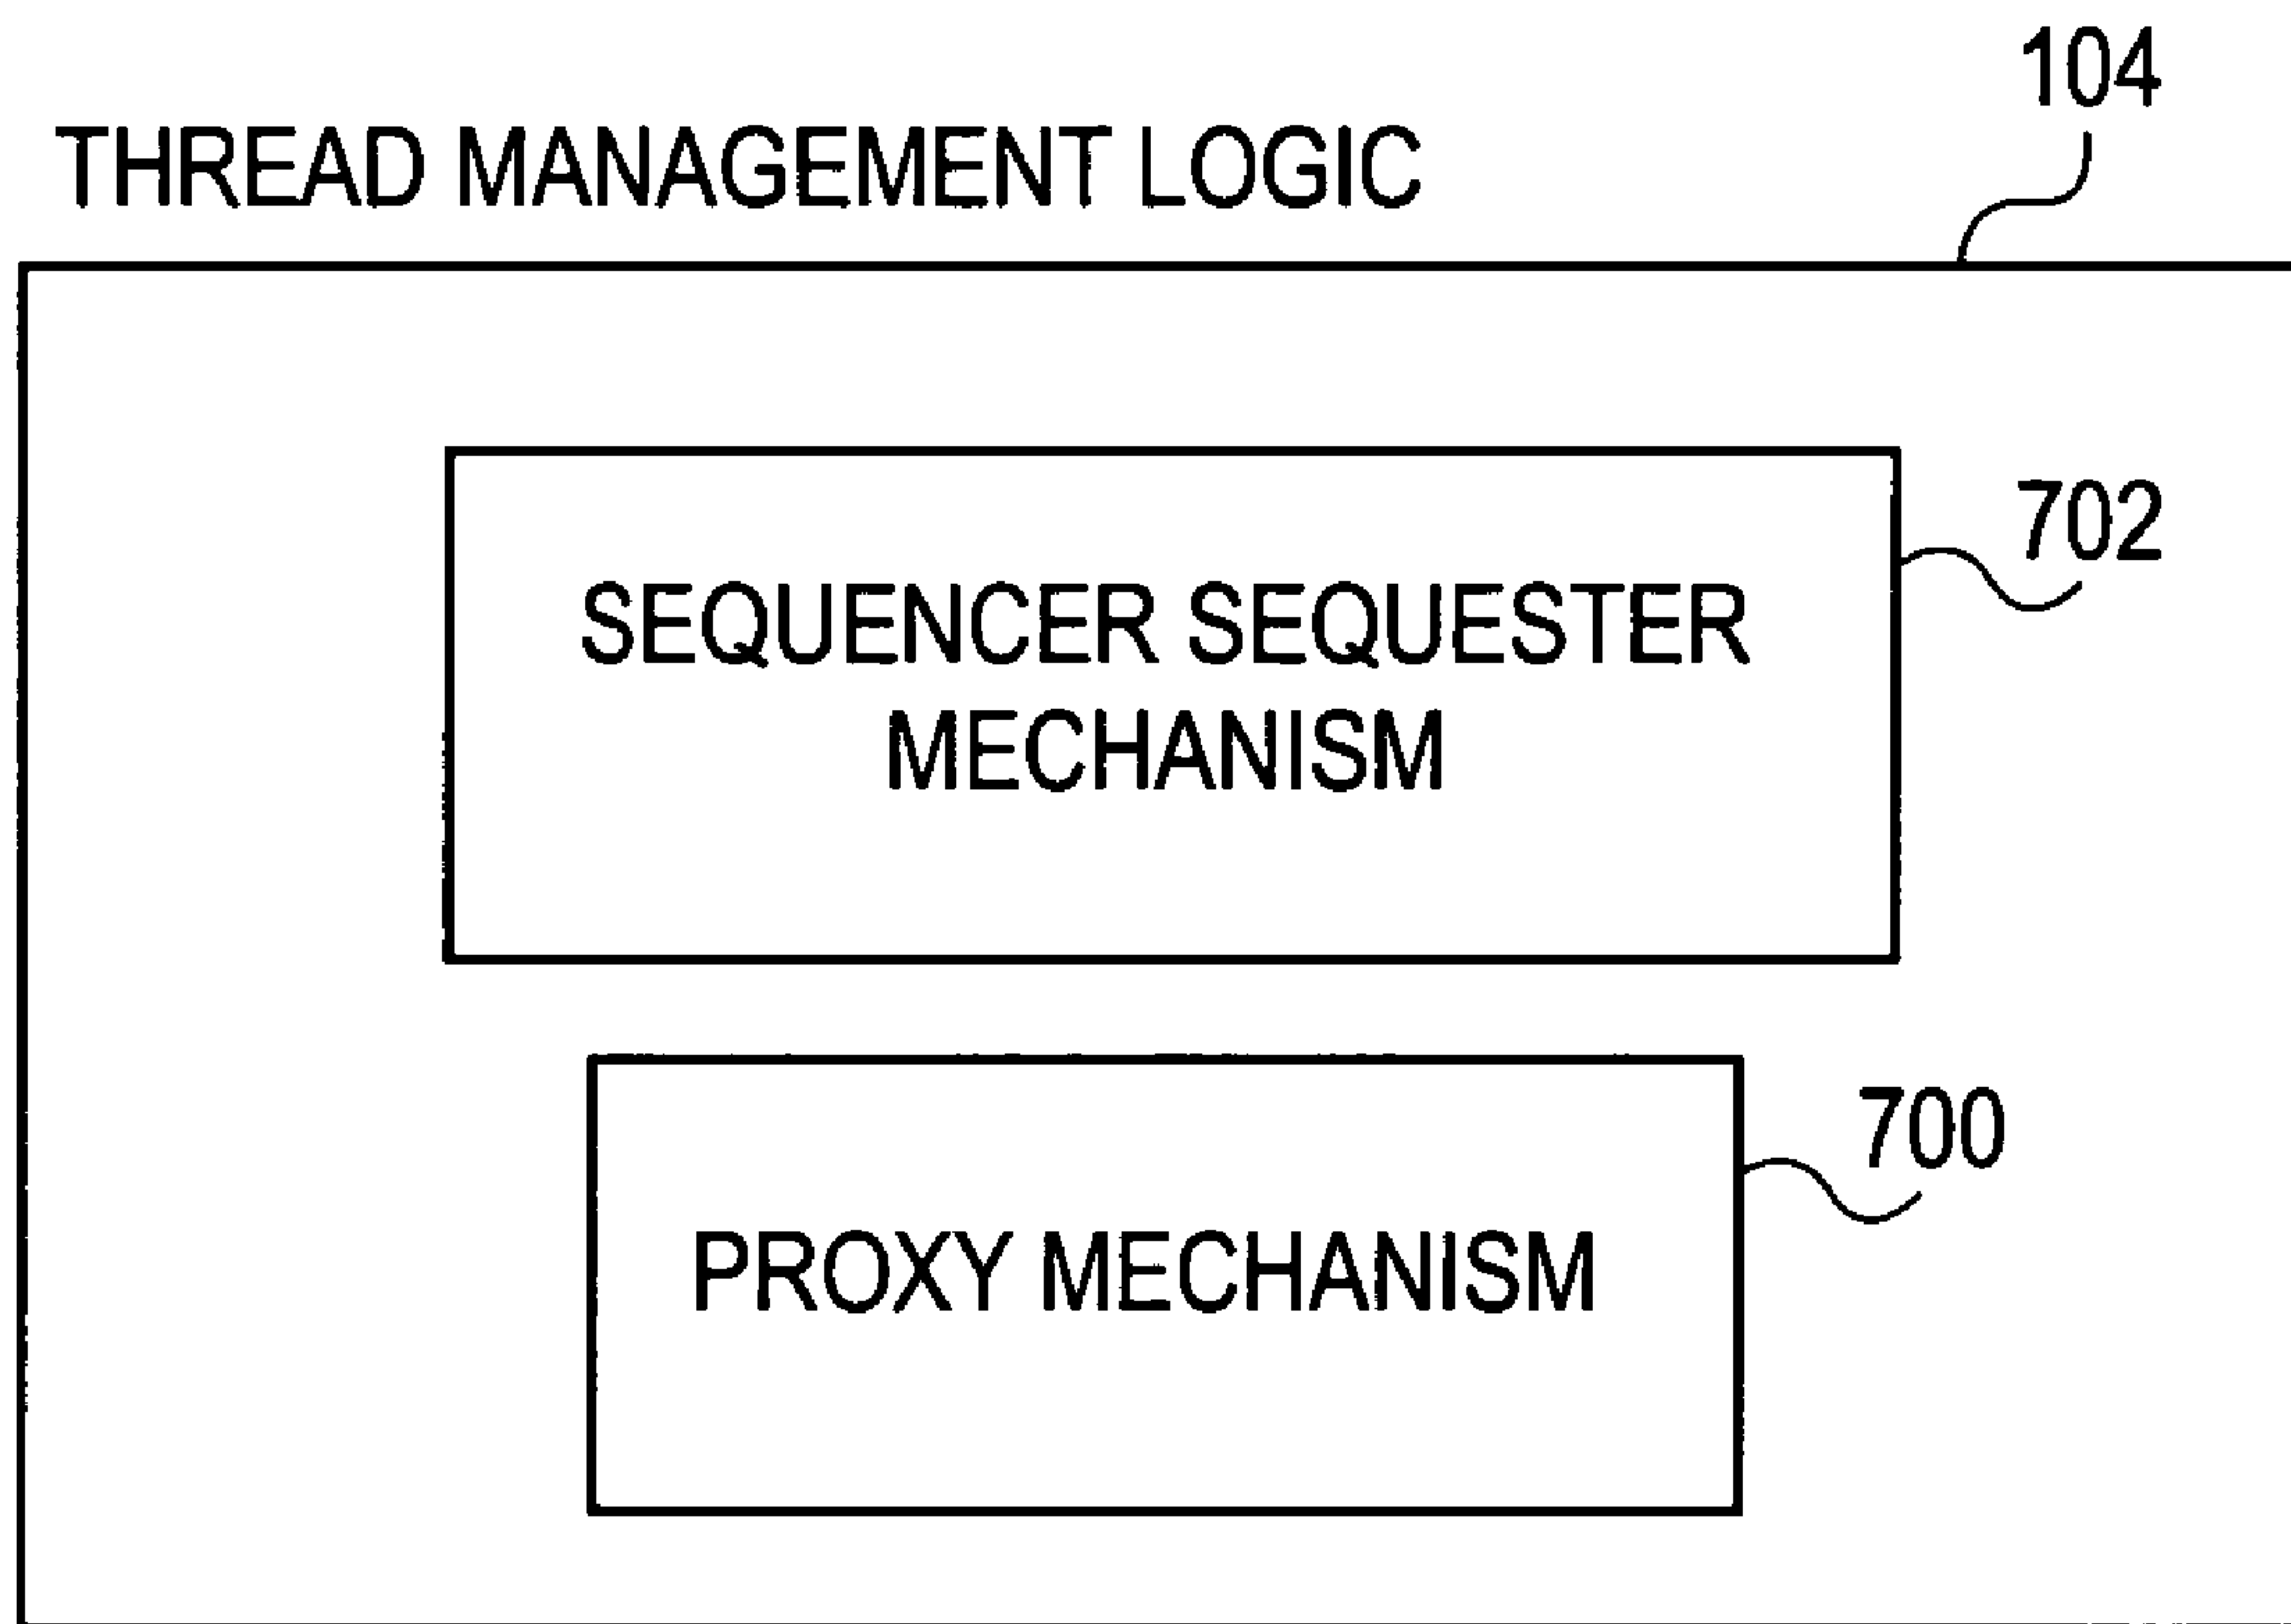 104
THREAD MANAGEMENT LOGIC
702
SEQUENCER SEQUESTER
MECHANISM
700
PROXY MECHANISM